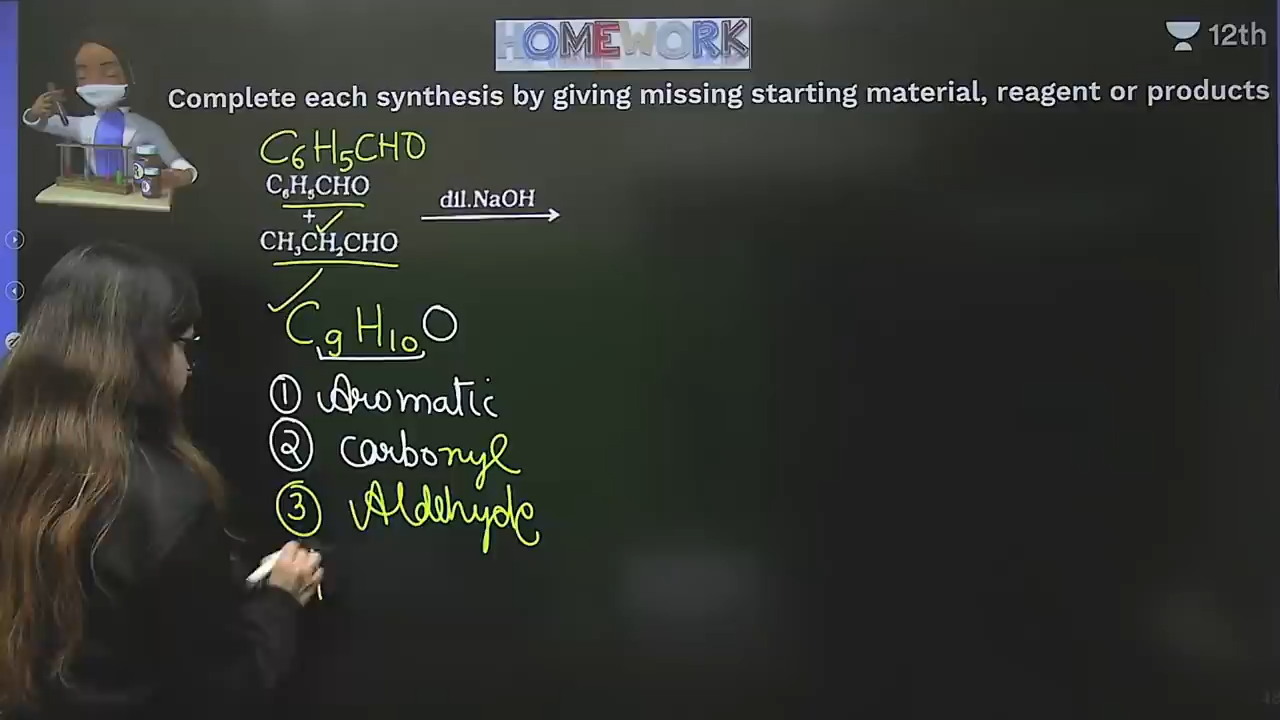 HOMEWORK
12th
Complete each synthesis by giving missing starting material, reagent or products
C₆H₅CHO
C₆H₅CHO
+
CH₃CH₂CHO
dil.NaOH
C₉H₁₀O
① Aromatic
② Carbonyl
③ Aldehyde